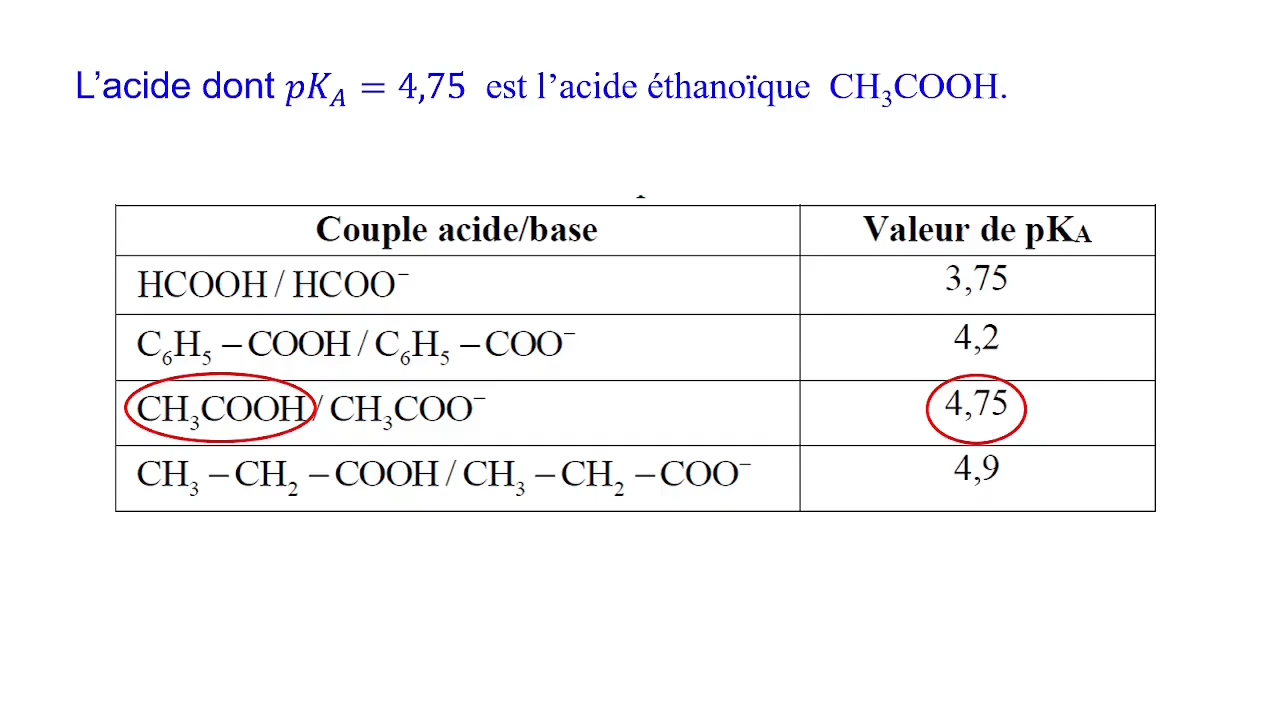 L’acide dont pK_A = 4,75 est l’acide éthanoïque CH₃COOH.
Couple acide/base Valeur de pK_A
HCOOH / HCOO⁻ 3,75
C₆H₅ – COOH / C₆H₅ – COO⁻ 4,2
CH₃COOH / CH₃COO⁻ 4,75
CH₃ – CH₂ – COOH / CH₃ – CH₂ – COO⁻ 4,9